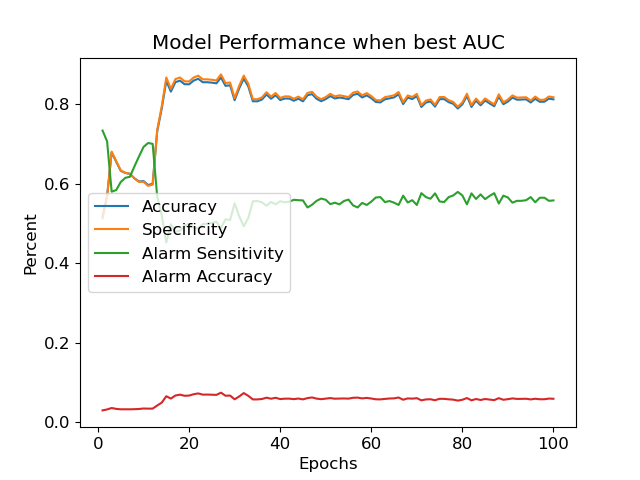 Model Performance when best AUC
Percent
0.8
0.6
0.4
0.2
0.0
Accuracy
Specificity
Alarm Sensitivity
Alarm Accuracy
0 20 40 60 80 100
Epochs